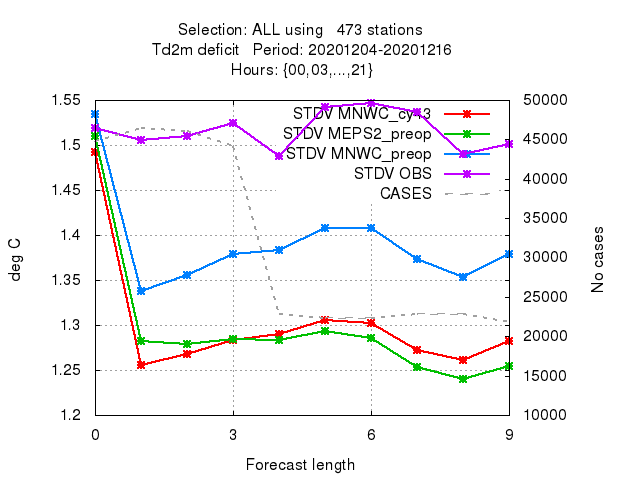 Selection: ALL using   473 stations
Td2m deficit   Period: 20201204-20201216
Hours: {00,03,...,21}
1.55
1.5
1.45
1.4
1.35
1.3
1.25
1.2
deg C
50000
45000
40000
35000
30000
25000
20000
15000
10000
No cases
STDV MNWC_cy43
STDV MEPS2_preop
STDV MNWC_preop
STDV OBS
CASES
0 3 6 9
Forecast length